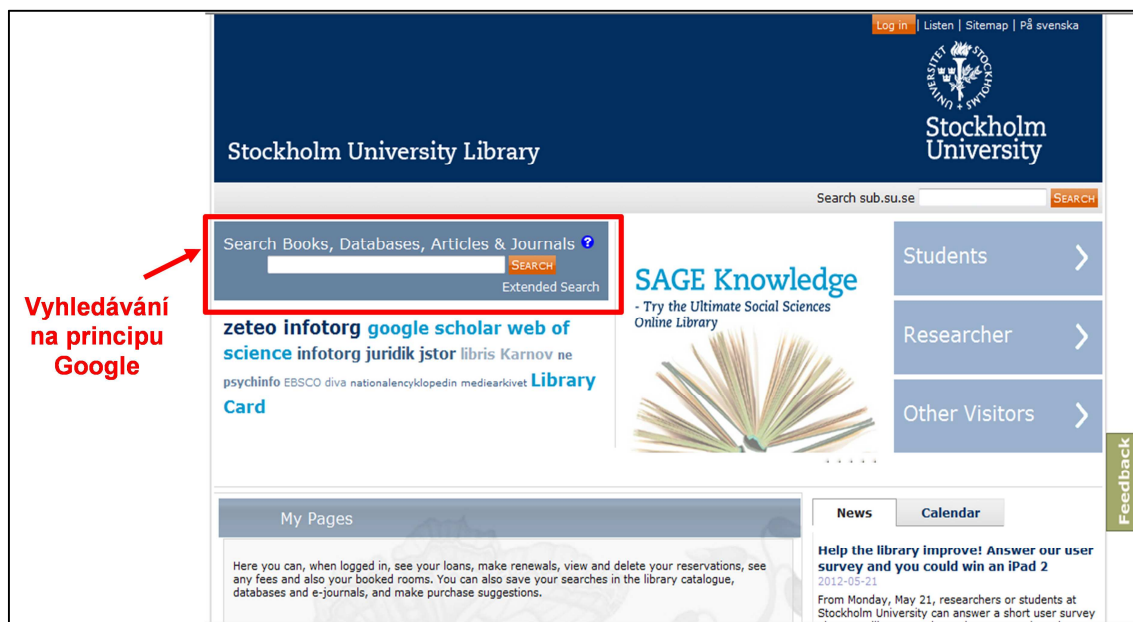 Log in | Listen | Sitemap | På svenska
UNIVERSITET STOCKHOLMS
Stockholm
University
Stockholm University Library
Search sub.su.se SEARCH
Search Books, Databases, Articles & Journals ?
SEARCH
Extended Search
Vyhledávání
na principu
Google
zeteo infotorg google scholar web of
science infotorg juridik jstor libris Karnov ne
psychinfo EBSCO diva nationalencyklopedin mediearkivet Library
Card
SAGE Knowledge
- Try the Ultimate Social Sciences
Online Library
Students
Researcher
Other Visitors
Feedback
My Pages
Here you can, when logged in, see your loans, make renewals, view and delete your reservations, see
any fees and also your booked rooms. You can also save your searches in the library catalogue,
databases and e-journals, and make purchase suggestions.
News Calendar
Help the library improve! Answer our user
survey and you could win an iPad 2
2012-05-21
From Monday, May 21, researchers or students at
Stockholm University can answer a short user survey